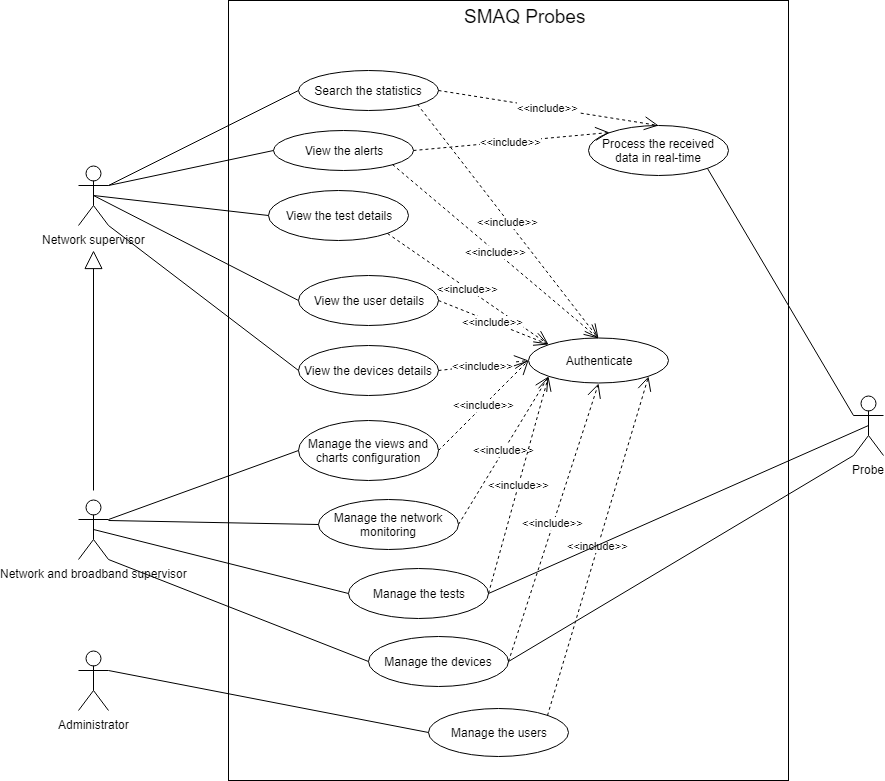 SMAQ Probes
Search the statistics
<<include>>
View the alerts
<<include>>
Process the received
data in real-time
View the test details
<<include>>
Network supervisor
<<include>>
<<include>>
View the user details
<<include>>
View the devices details
<<include>>
Authenticate
<<include>>
Manage the views and
charts configuration
<<include>>
Probe
<<include>>
Manage the network
monitoring
<<include>>
<<include>>
Network and broadband supervisor
Manage the tests
Manage the devices
Administrator
Manage the users